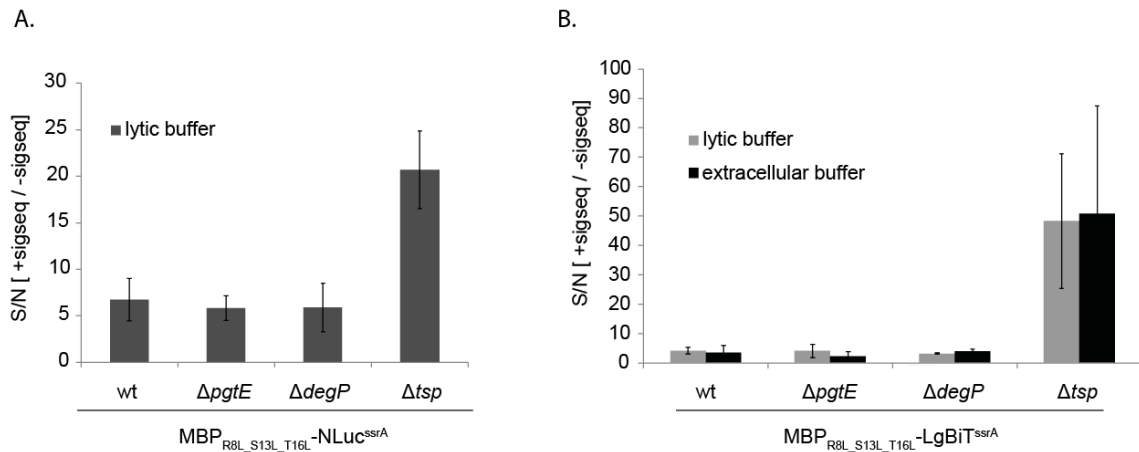 A.
S/N [ +sigseq / -sigseq]
30
25
20
15
10
5
0
lytic buffer
wt
ΔpgtE
ΔdegP
Δtsp
MBPR8L_S13L_T16L-NLucssrA
B.
S/N [ +sigseq / -sigseq]
100
90
80
70
60
50
40
30
20
10
0
lytic buffer
extracellular buffer
wt
ΔpgtE
ΔdegP
Δtsp
MBPR8L_S13L_T16L-LgBiTssrA